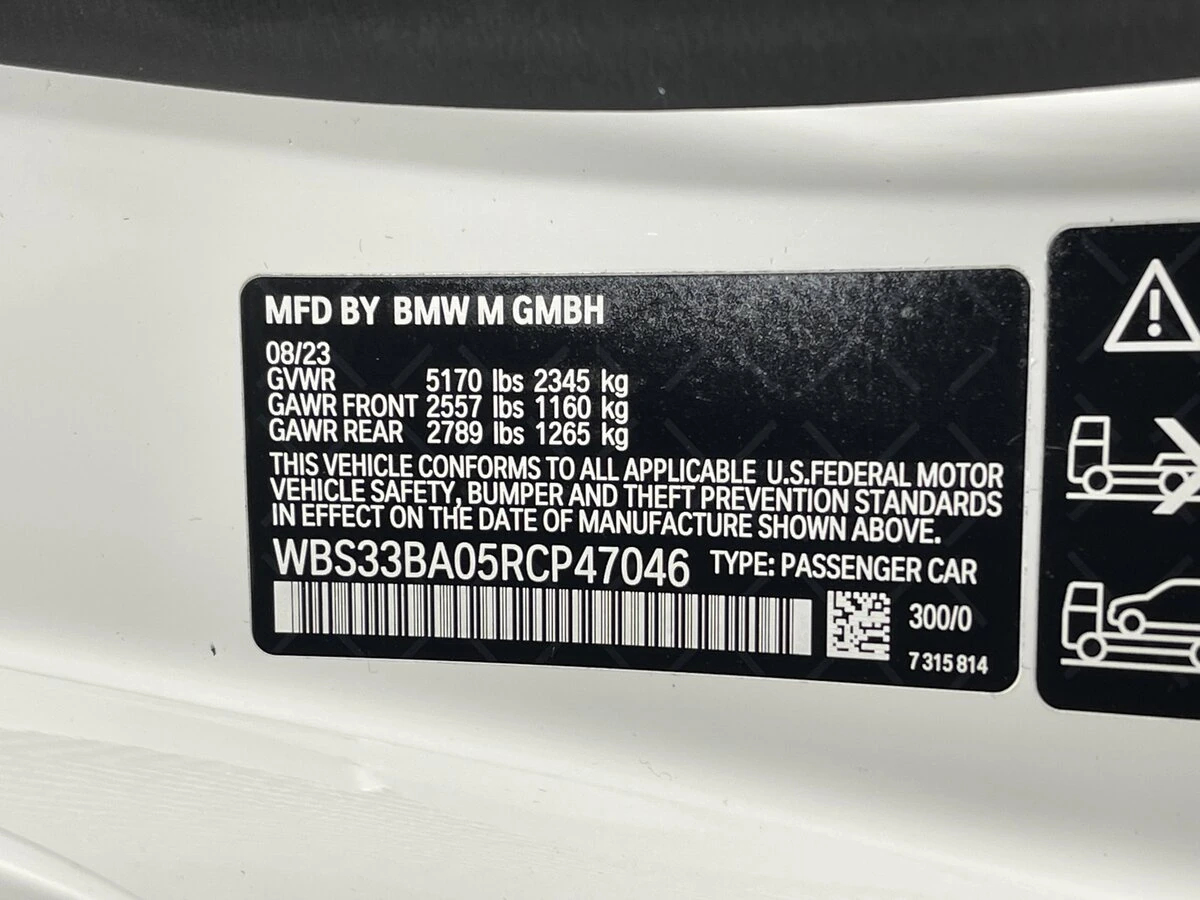 MFD BY BMW M GMBH
08/23
GVWR 5170 lbs 2345 kg
GAWR FRONT 2557 lbs 1160 kg
GAWR REAR 2789 lbs 1265 kg
THIS VEHICLE CONFORMS TO ALL APPLICABLE U.S.FEDERAL MOTOR
VEHICLE SAFETY, BUMPER AND THEFT PREVENTION STANDARDS
IN EFFECT ON THE DATE OF MANUFACTURE SHOWN ABOVE.
WBS33BA05RCP47046 TYPE: PASSENGER CAR
300/0
7 315 814